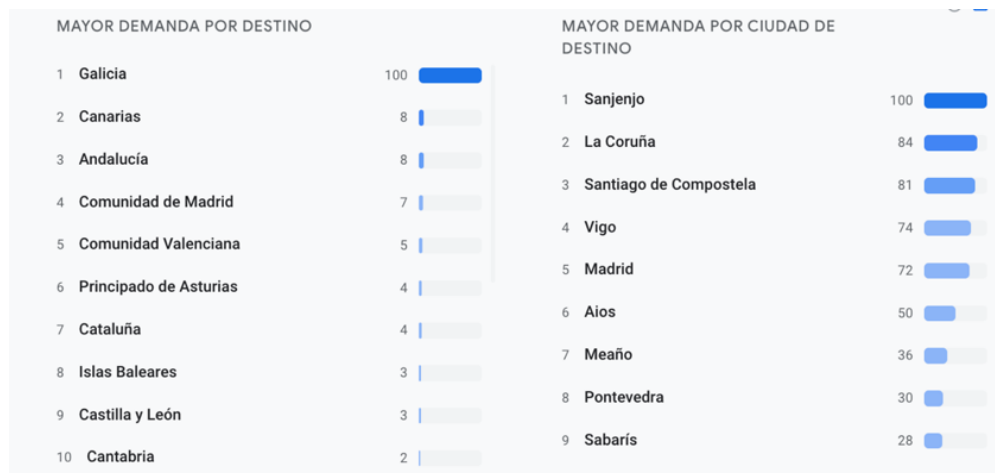 MAYOR DEMANDA POR DESTINO
1 Galicia 100
2 Canarias 8
3 Andalucía 8
4 Comunidad de Madrid 7
5 Comunidad Valenciana 5
6 Principado de Asturias 4
7 Cataluña 4
8 Islas Baleares 3
9 Castilla y León 3
10 Cantabria 2
MAYOR DEMANDA POR CIUDAD DE
DESTINO
1 Sanjenjo 100
2 La Coruña 84
3 Santiago de Compostela 81
4 Vigo 74
5 Madrid 72
6 Aios 50
7 Meaño 36
8 Pontevedra 30
9 Sabarís 28